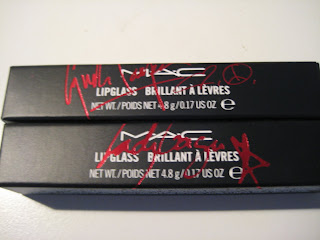 MAC
LIPGLASS BRILLANT À LÈVRES
NET WT./POIDS NET 4.8 g/0.17 US OZ ℮
MAC
LIPGLASS BRILLANT À LÈVRES
NET WT./POIDS NET 4.8 g/0.17 US OZ ℮